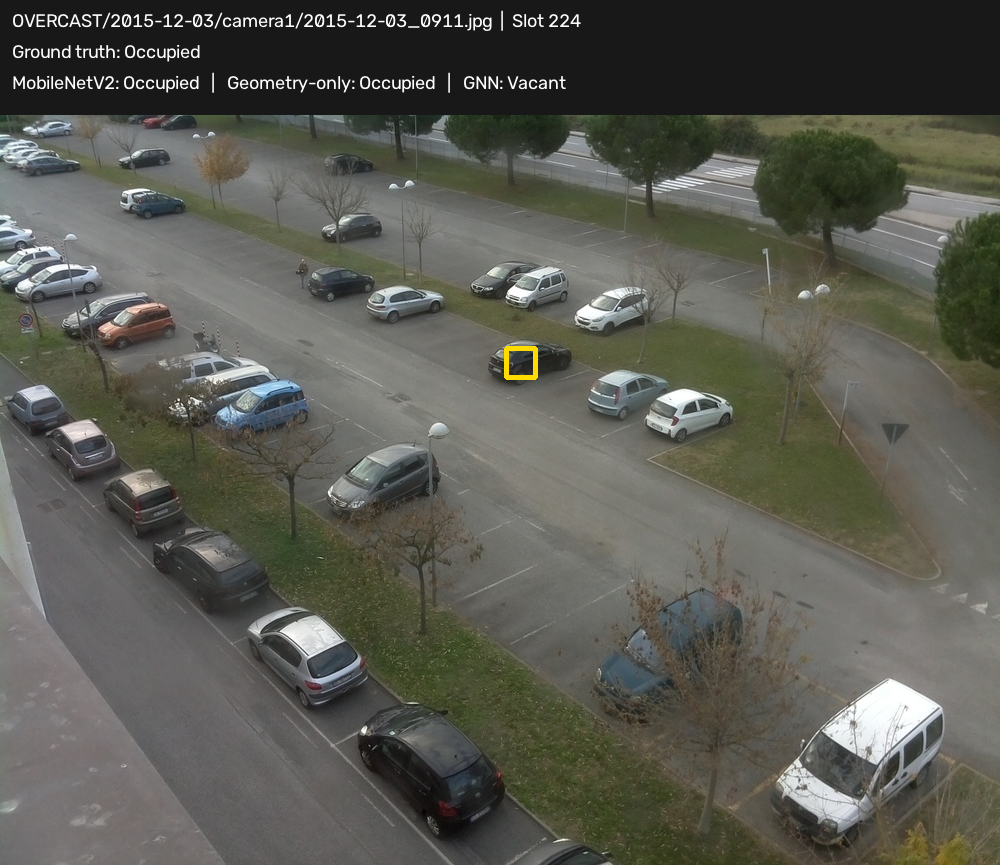 OVERCAST/2015-12-03/camera1/2015-12-03_0911.jpg | Slot 224
Ground truth: Occupied
MobileNetV2: Occupied | Geometry-only: Occupied | GNN: Vacant